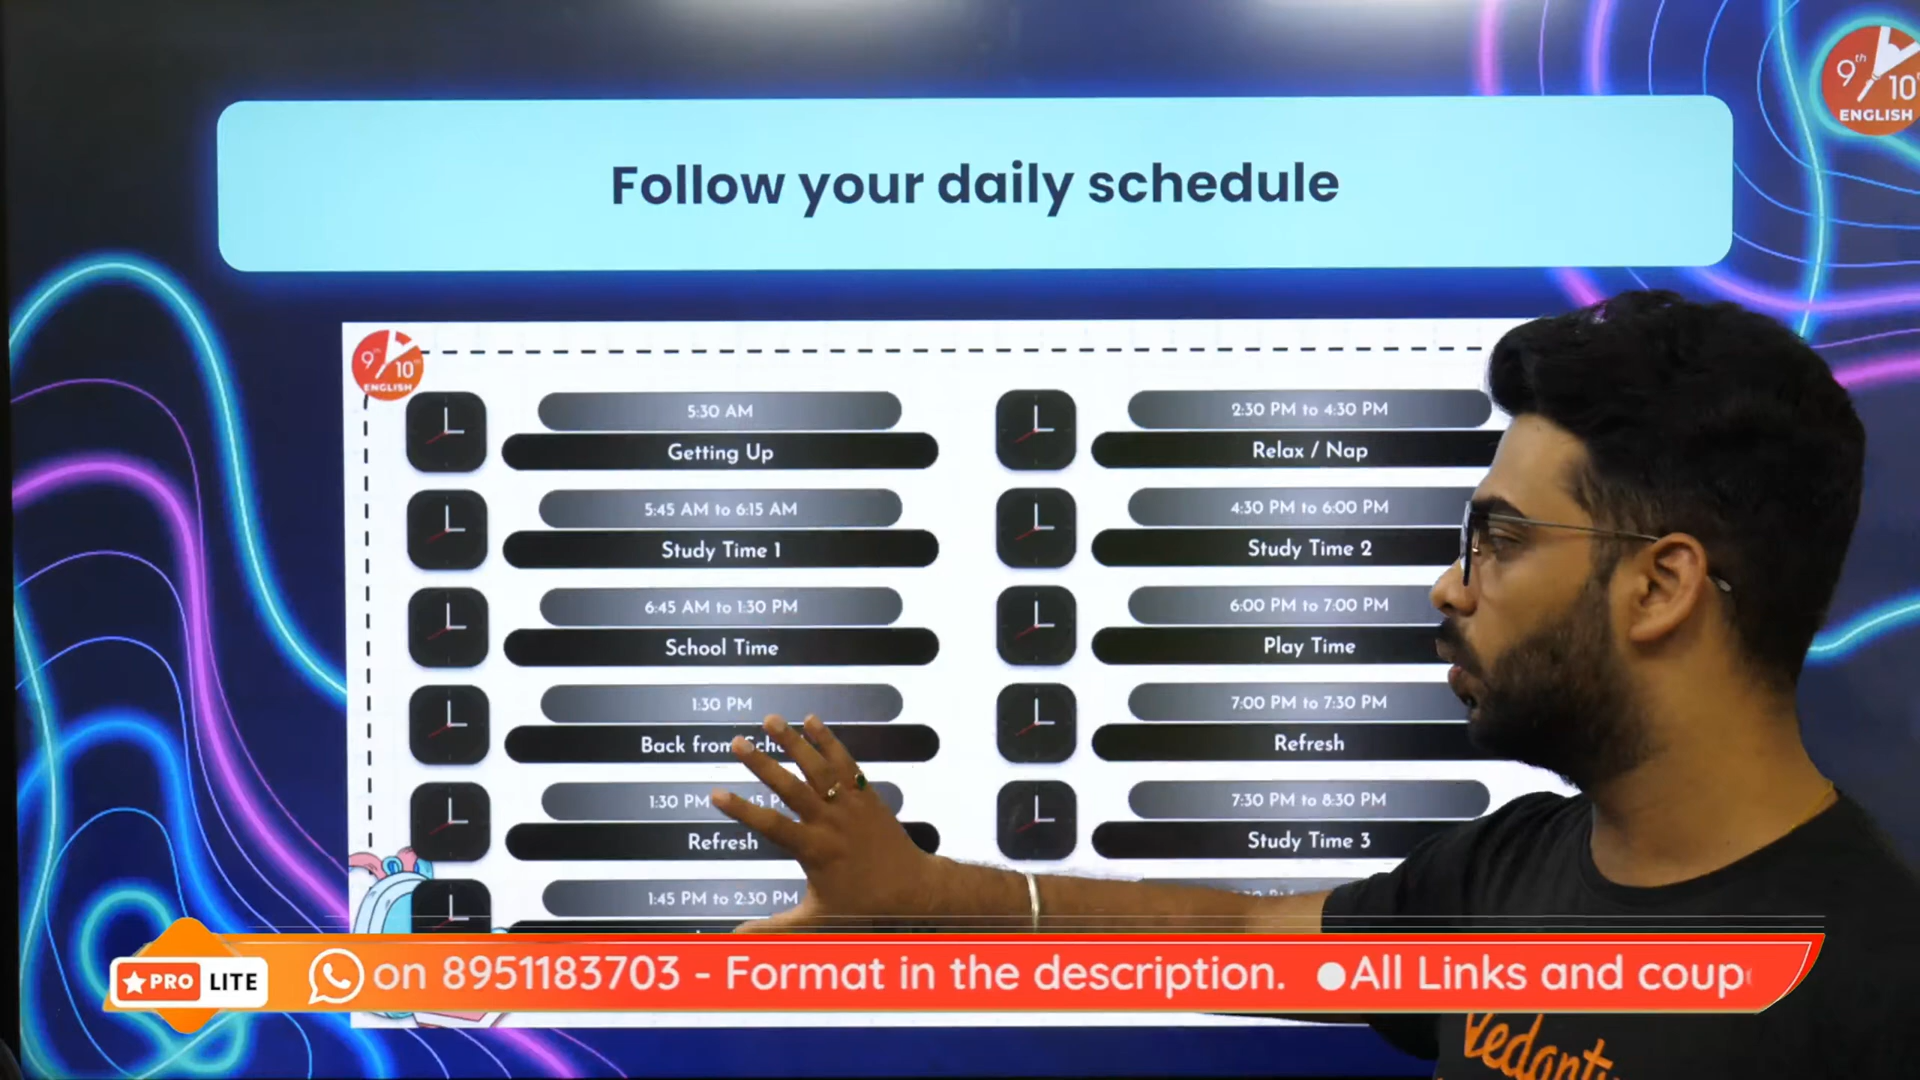 9th 10th
ENGLISH
Follow your daily schedule
9th 10th
ENGLISH
5:30 AM
Getting Up
5:45 AM to 6:15 AM
Study Time 1
6:45 AM to 1:30 PM
School Time
1:30 PM
Back from
1:30 PM
Refresh
1:45 PM to 2:30 PM
2:30 PM to 4:30 PM
Relax / Nap
4:30 PM to 6:00 PM
Study Time 2
6:00 PM to 7:00 PM
Play Time
7:00 PM to 7:30 PM
Refresh
7:30 PM to 8:30 PM
Study Time 3
PRO LITE
on 8951183703 - Format in the description. ●All Links and coup
Vedantu